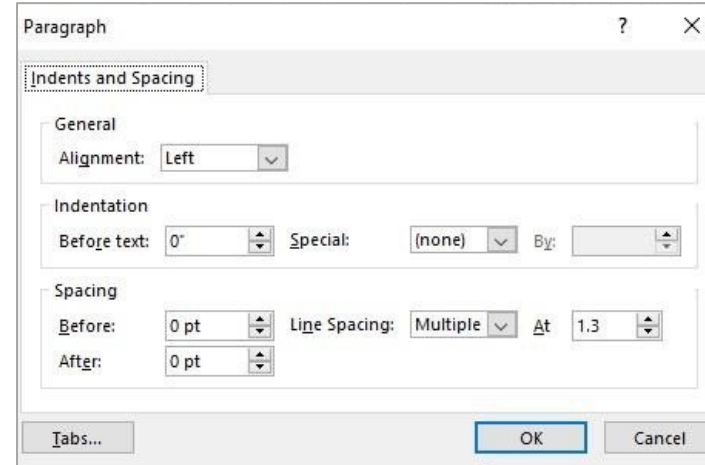 Paragraph ?
Indents and Spacing
General
Alignment: Left
Indentation
Before text: 0" Special: (none) By:
Spacing
Before: 0 pt Line Spacing: Multiple At 1.3
After: 0 pt
Tabs... OK Cancel